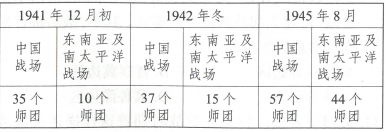 1941年12月初 1942年冬 1945年8月
中国战场 东南亚及南太平洋战场 中国战场 东南亚及南太平洋战场 中国战场 东南亚及南太平洋战场
35个师团 10个师团 37个师团 15个师团 57个师团 44个师团